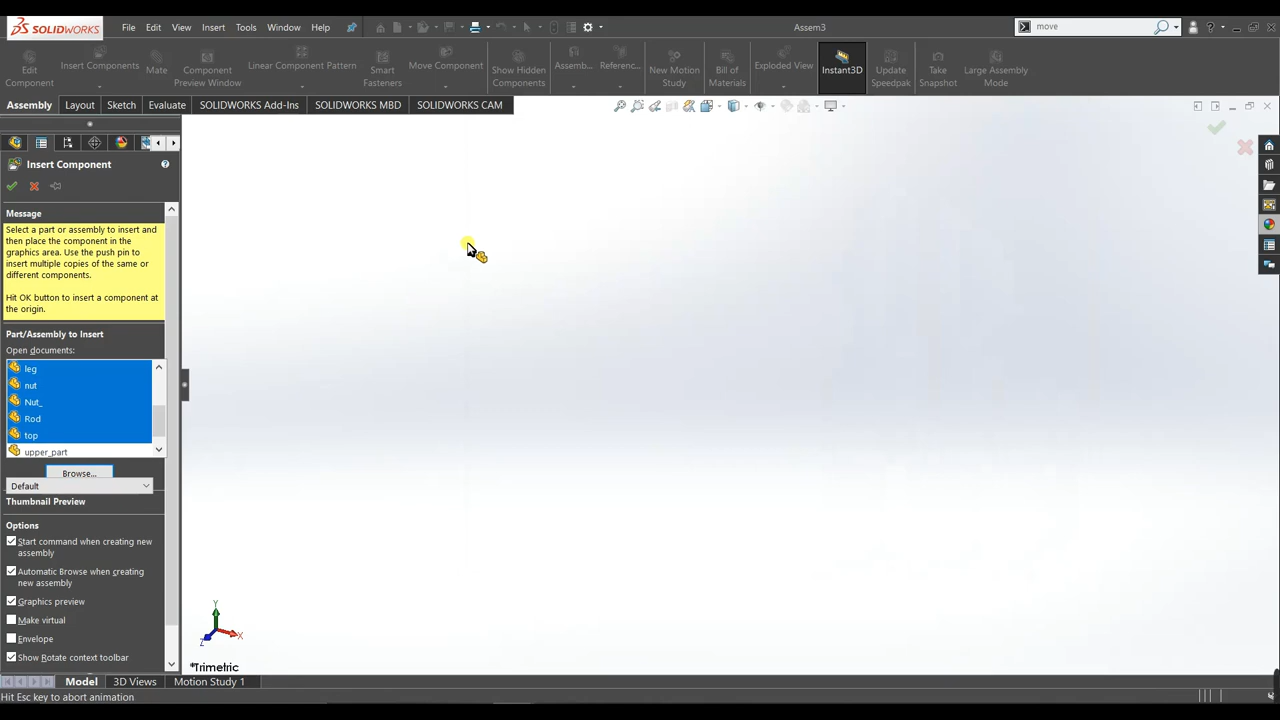 SOLIDWORKS
File Edit View Insert Tools Window Help
Assem3
move
Edit Component
Insert Components
Mate
Component Preview Window
Linear Component Pattern
Smart Fasteners
Move Component
Show Hidden Components
Assemb...
Referenc...
New Motion Study
Bill of Materials
Exploded View
Instant3D
Update Speedpak
Take Snapshot
Large Assembly Mode
Assembly Layout Sketch Evaluate SOLIDWORKS Add-Ins SOLIDWORKS MBD SOLIDWORKS CAM
Insert Component
Message
Select a part or assembly to insert and
then place the component in the
graphics area. Use the push pin to
insert multiple copies of the same or
different components.
Hit OK button to insert a component at
the origin.
Part/Assembly to Insert
Open documents:
leg
nut
Nut_
Rod
top
upper_part
Browse...
Default
Thumbnail Preview
Options
Start command when creating new
assembly
Automatic Browse when creating
new assembly
Graphics preview
Make virtual
Envelope
Show Rotate context toolbar
Y
X
Z
*Trimetric
Model 3D Views Motion Study 1
Hit Esc key to abort animation